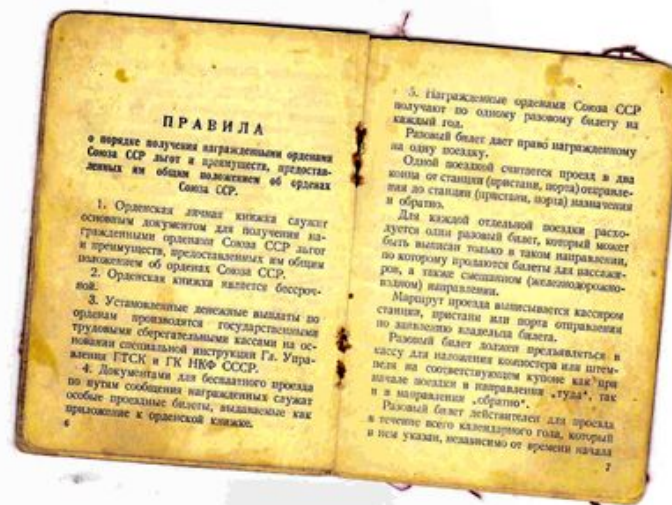 ПРАВИЛА
о порядке получения награжденными орденами
Союза ССР льгот и преимуществ, предостав-
ленных им общим положением об орденах
Союза ССР.
1. Орденская личная книжка служит
основным документом для получения на-
гражденными орденами Союза ССР льгот
и преимуществ, предоставленных им общим
положением об орденах Союза ССР.
2. Орденская книжка является бессроч-
ной.
3. Установленные денежные выплаты по
орденам производятся государственными
трудовыми сберегательными кассами на ос-
новании специальной инструкции Гл. Упра-
вления ГТСК и ГК НКФ СССР.
4. Документами для бесплатного проезда
по путям сообщения награжденных служат
особые проездные билеты, выдаваемые как
приложение к орденской книжке.
6
5. Награжденные орденами Союза ССР
получают по одному разовому билету на
каждый год.
Разовый билет дает право награжденному
на одну поездку.
Одной поездкой считается проезд в два
конца от станции (пристани, порта) отправле-
ния до станции (пристани, порта) назначения
и обратно.
Для каждой отдельной поездки расхо-
дуется один разовый билет, который может
быть выписан только в таком направлении,
по которому продаются билеты для пассажи-
ров, а также смешанном (железнодорожно-
водном) направлении.
Маршрут проезда выписывается кассиром
станции, пристани или порта отправления
по заявлению владельца билета.
Разовый билет должен предъявляться в
кассу для наложения компостера или штем-
пеля на соответствующем купоне как при
начале поездки в направлении „туда“, так
и в направлении „обратно“.
Разовый билет действителен для проезда
в течение всего календарного года, который
в нем указан, независимо от времени начала
7